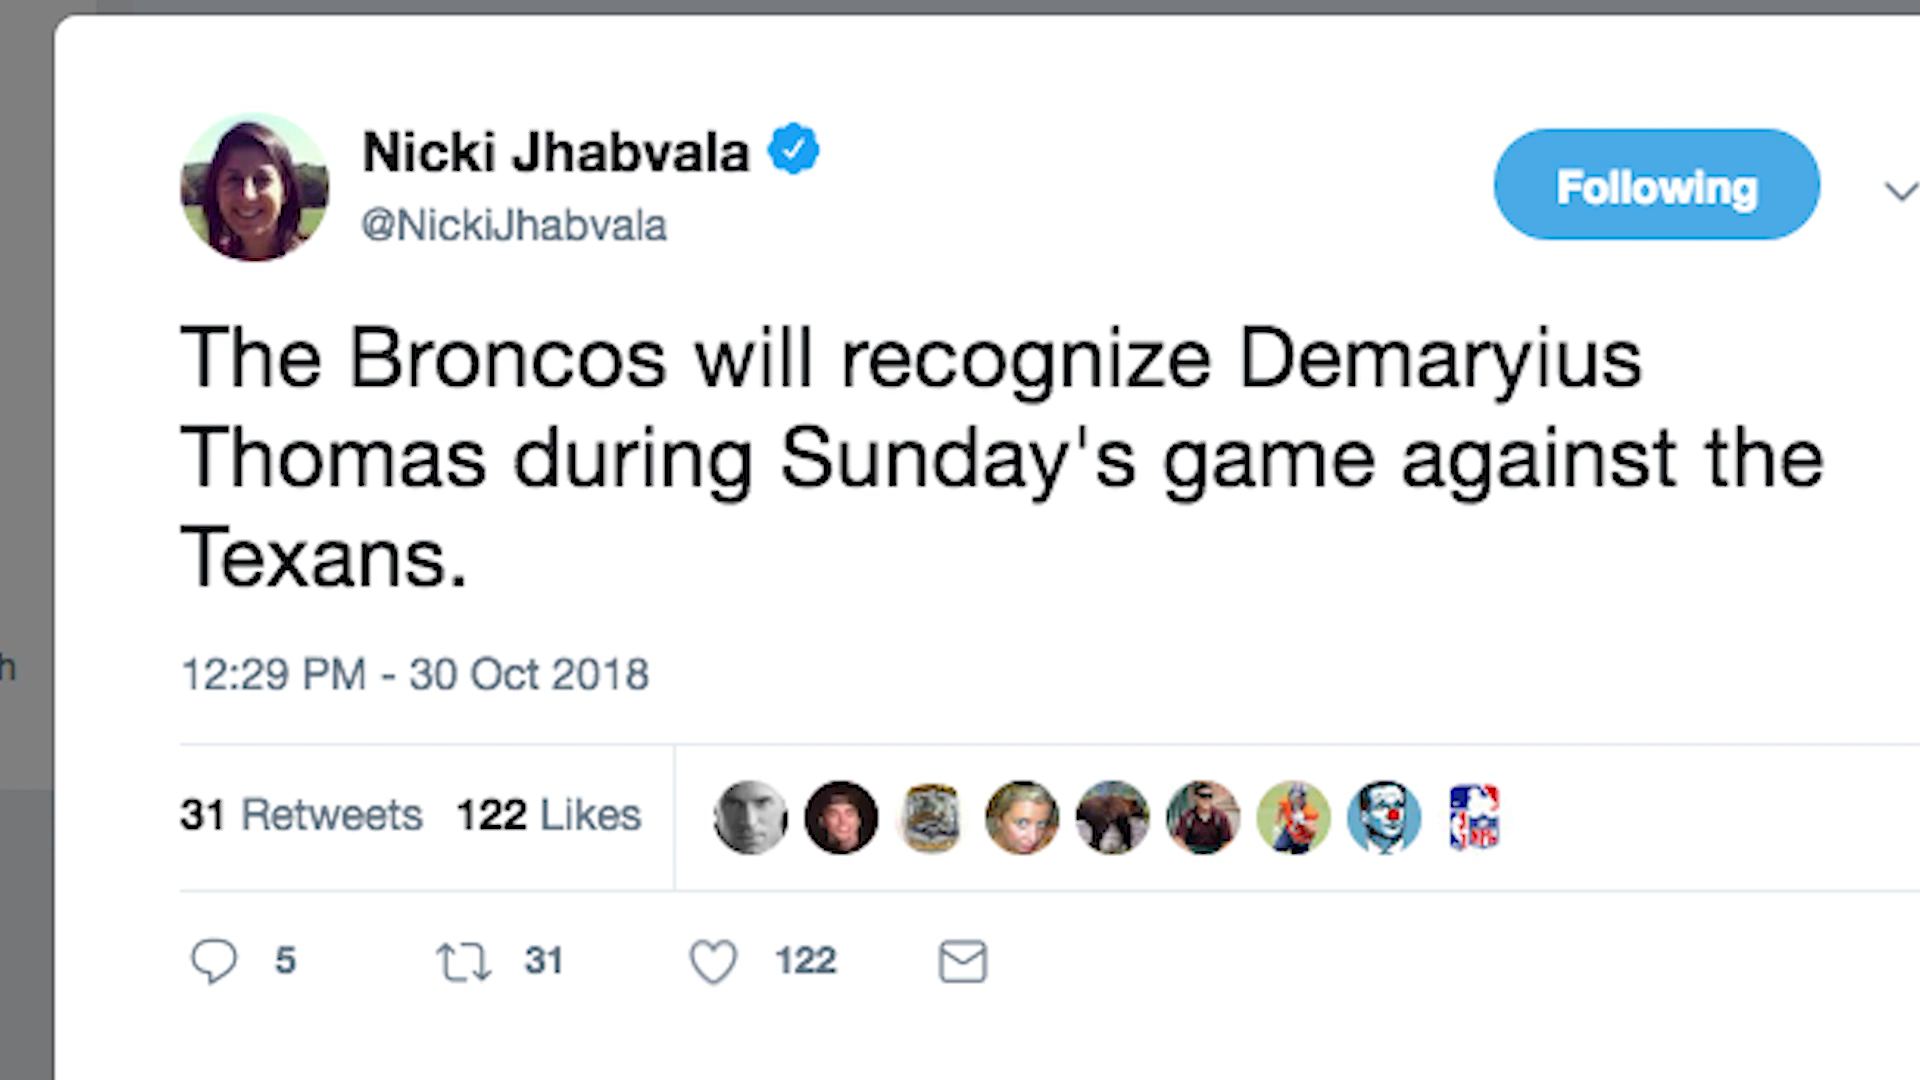 Nicki Jhabvala
@NickiJhabvala
Following
The Broncos will recognize Demaryius
Thomas during Sunday's game against the
Texans.
h
12:29 PM - 30 Oct 2018
31 Retweets 122 Likes
5 31 122